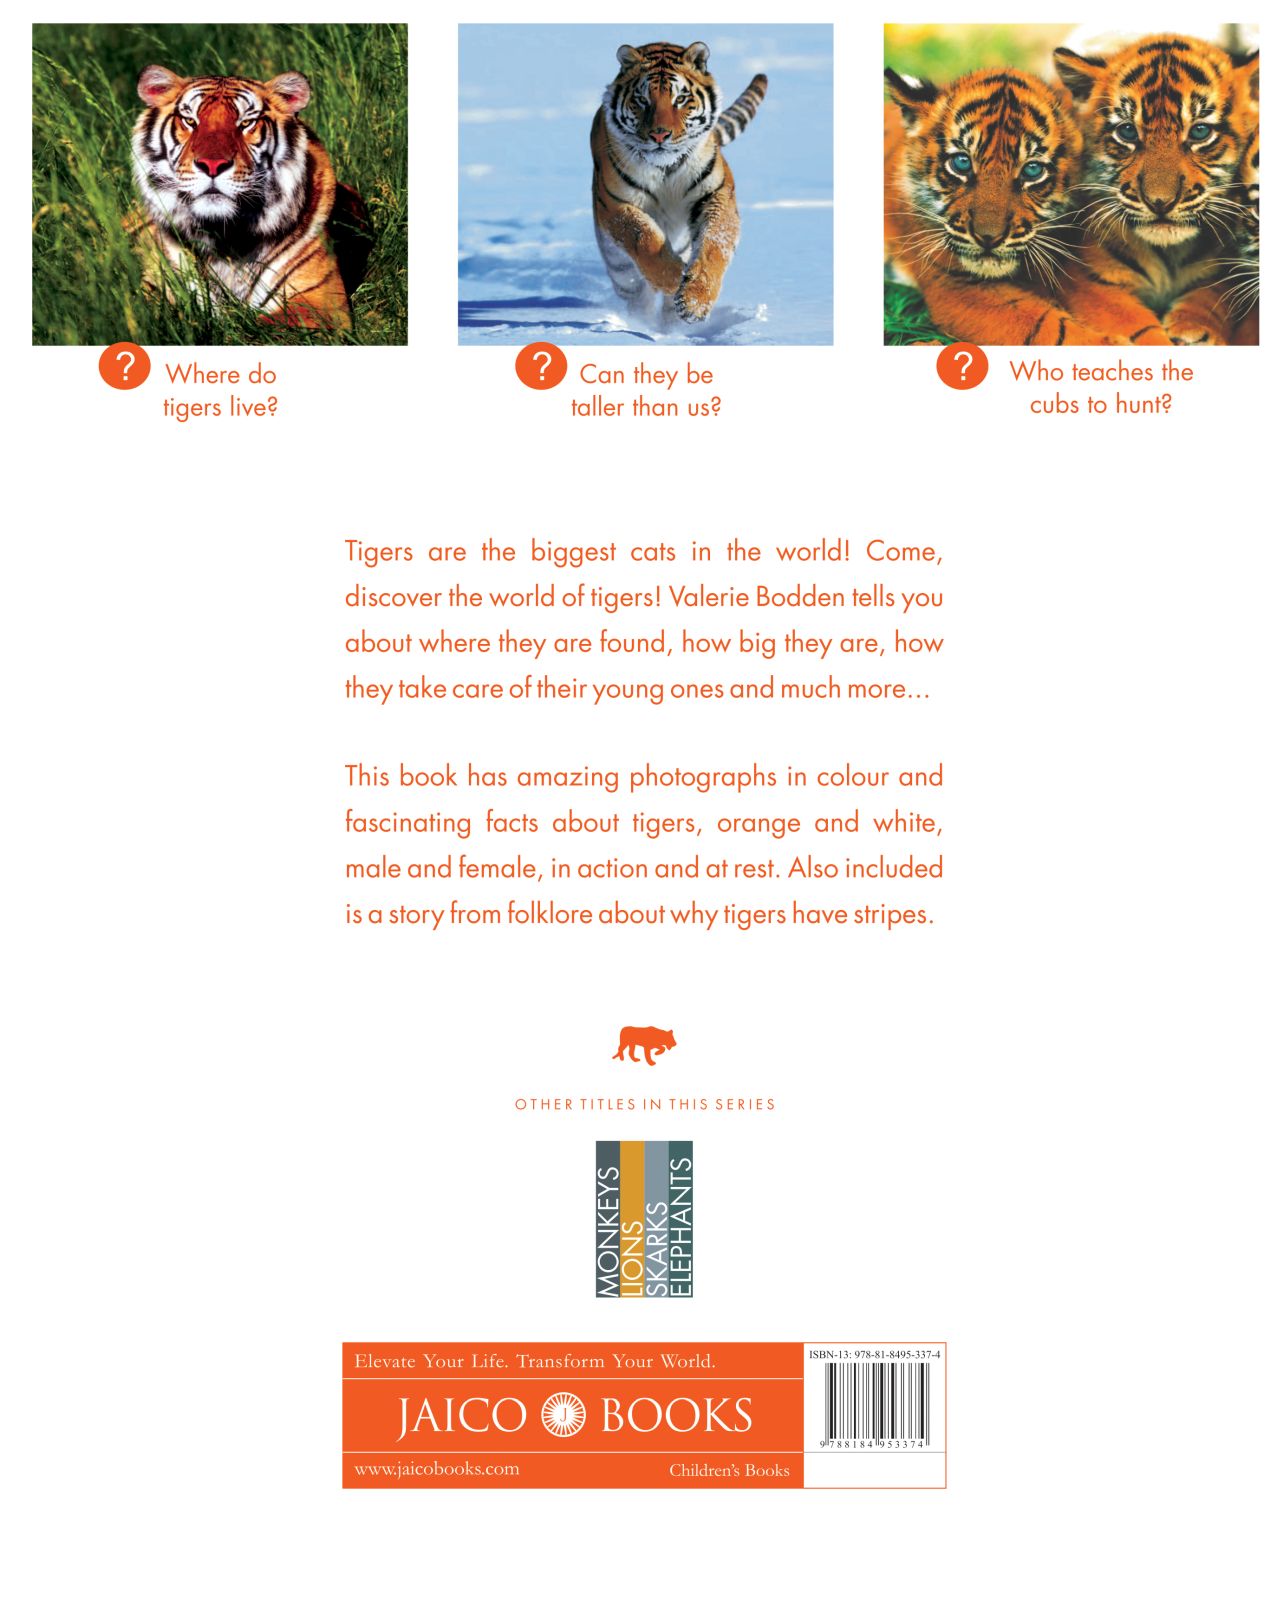 ?
Where do
tigers live?
?
Can they be
taller than us?
?
Who teaches the
cubs to hunt?
Tigers are the biggest cats in the world! Come,
discover the world of tigers! Valerie Bodden tells you
about where they are found, how big they are, how
they take care of their young ones and much more...
This book has amazing photographs in colour and
fascinating facts about tigers, orange and white,
male and female, in action and at rest. Also included
is a story from folklore about why tigers have stripes.
OTHER TITLES IN THIS SERIES
MONKEYS
LIONS
SKARKS
ELEPHANTS
Elevate Your Life. Transform Your World.
JAICO J BOOKS
www.jaicobooks.com
Children's Books
ISBN-13: 978-81-8495-337-4
9 788184 953374